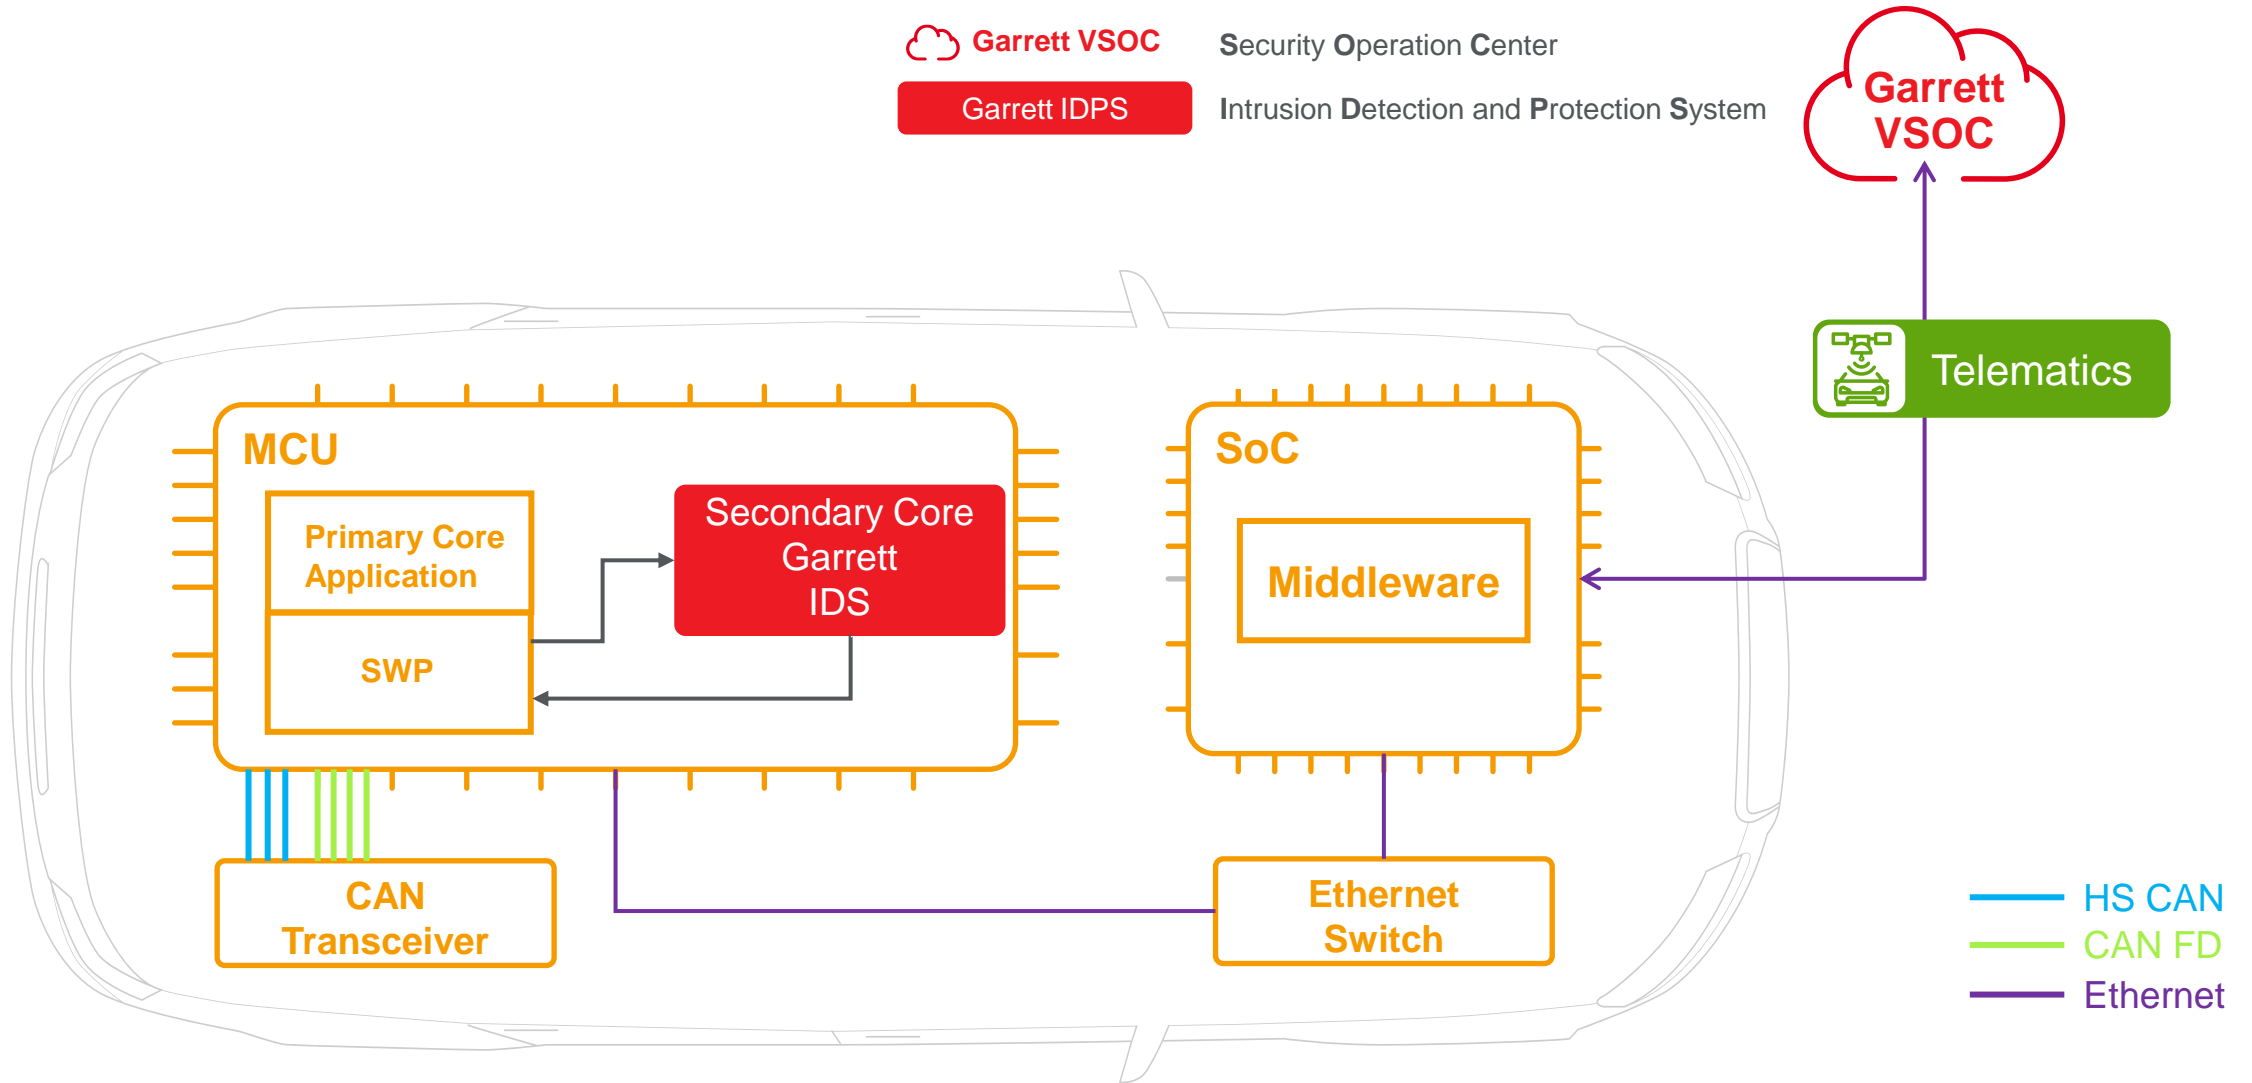 Garrett VSOC
Security Operation Center
Garrett IDPS
Intrusion Detection and Protection System
Garrett
VSOC
Telematics
MCU
Primary Core
Application
SWP
Secondary Core
Garrett
IDS
SoC
Middleware
CAN
Transceiver
Ethernet
Switch
HS CAN
CAN FD
Ethernet